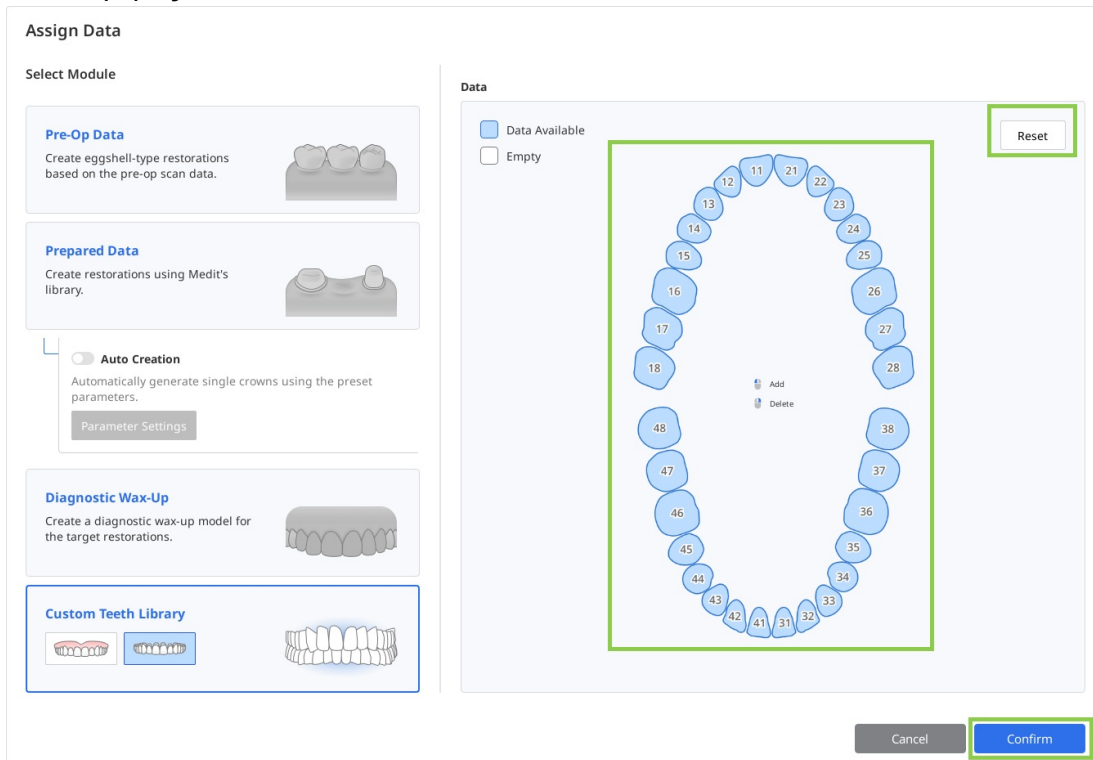 Assign Data
Select Module
Pre-Op Data
Create eggshell-type restorations
based on the pre-op scan data.
Prepared Data
Create restorations using Medit's
library.
Auto Creation
Automatically generate single crowns using the preset
parameters.
Parameter Settings
Diagnostic Wax-Up
Create a diagnostic wax-up model for
the target restorations.
Custom Teeth Library
Data
Data Available
Empty
Reset
11 21
12 22
13 23
14 24
15 25
16 26
17 27
18 28
Add
Delete
48 38
47 37
46 36
45 35
44 34
43 33
42 41 31 32
Cancel Confirm